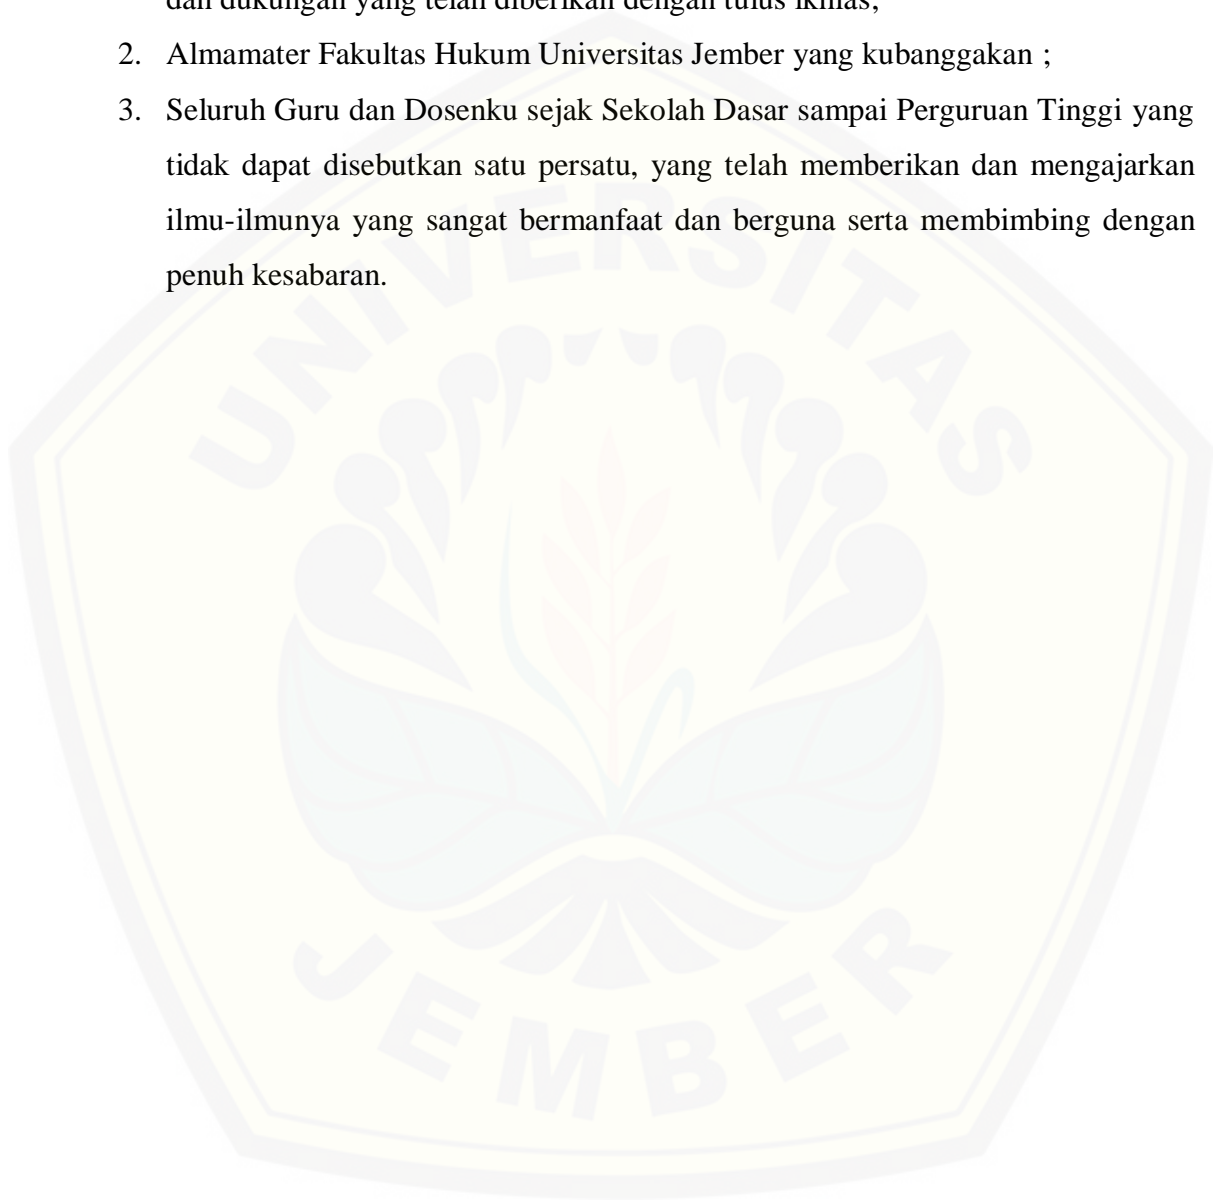 dan dukungan yang telah diberikan dengan tulus ikhlas;
2. Almamater Fakultas Hukum Universitas Jember yang kubanggakan ;
3. Seluruh Guru dan Dosenku sejak Sekolah Dasar sampai Perguruan Tinggi yang
tidak dapat disebutkan satu persatu, yang telah memberikan dan mengajarkan
ilmu-ilmunya yang sangat bermanfaat dan berguna serta membimbing dengan
penuh kesabaran.
UNIVERSITAS
JEMBER